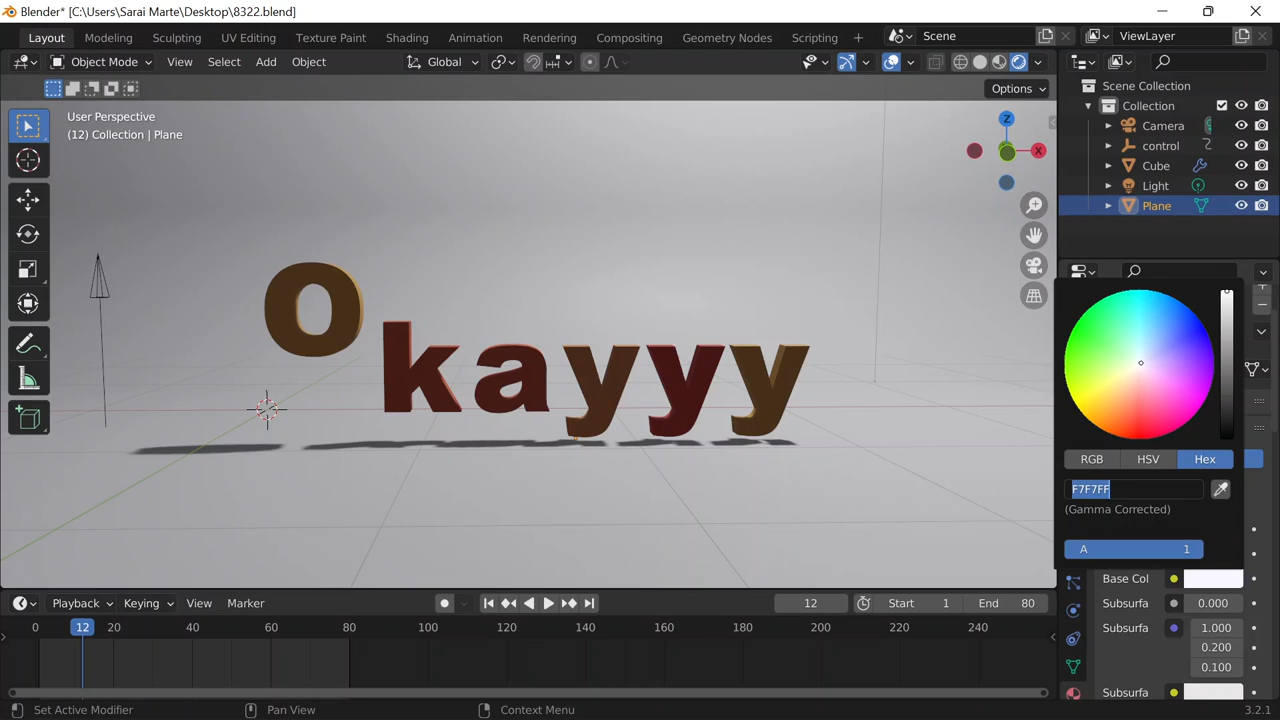 Blender* [C:\Users\Sarai Marte\Desktop\8322.blend]
Layout Modeling Sculpting UV Editing Texture Paint Shading Animation Rendering Compositing Geometry Nodes Scripting + Scene ViewLayer
Object Mode View Select Add Object Global
Options
User Perspective
(12) Collection | Plane
Z
X
Scene Collection
Collection
Camera
control
Cube
Light
Plane
Okayyy
RGB HSV Hex
F7F7FF
(Gamma Corrected)
A 1
Base Col
Subsurfa 0.000
Subsurfa 1.000
0.200
0.100
Subsurfa
Playback Keying View Marker 12 Start 1 End 80
0 12 20 40 60 80 100 120 140 160 180 200 220 240
Set Active Modifier Pan View Context Menu 3.2.1